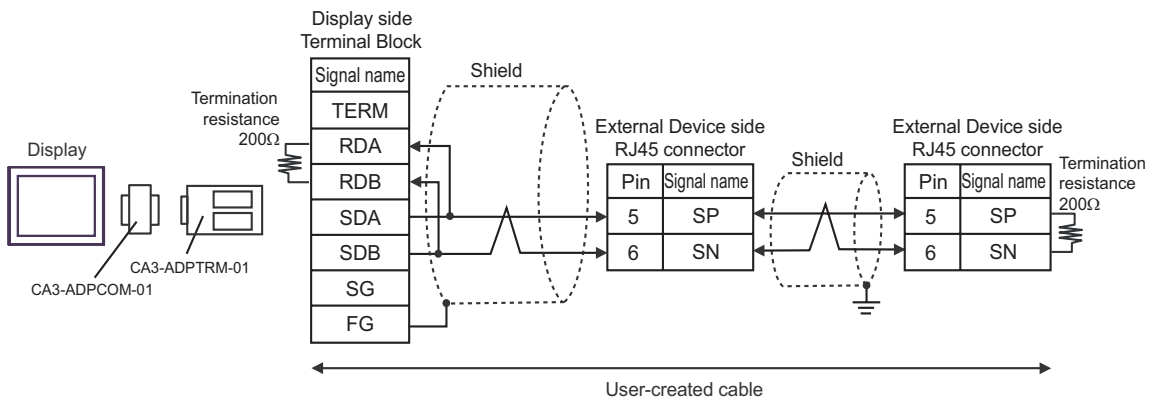 Display side
Terminal Block
Signal name
TERM
RDA
RDB
SDA
SDB
SG
FG
Termination
resistance
200Ω
Shield
Display
CA3-ADPTRM-01
CA3-ADPCOM-01
External Device side
RJ45 connector
Pin Signal name
5 SP
6 SN
Shield
External Device side
RJ45 connector
Pin Signal name
5 SP
6 SN
Termination
resistance
200Ω
User-created cable